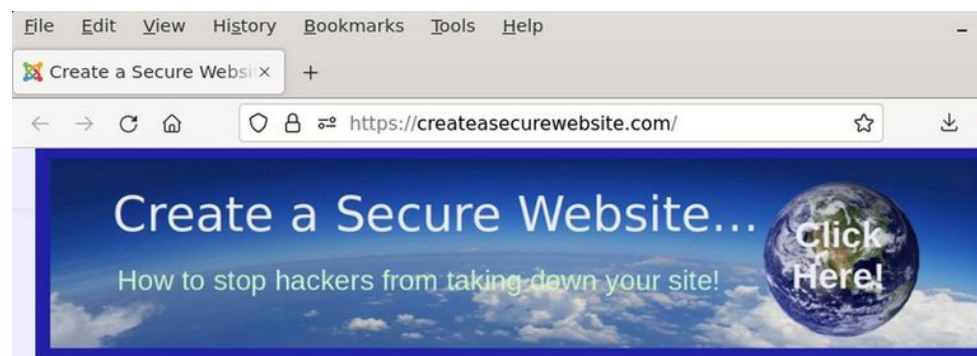 File Edit View History Bookmarks Tools Help
Create a Secure Websi
https://createasecurewebsite.com/
Create a Secure Website...
How to stop hackers from taking down your site!
Click
Here!